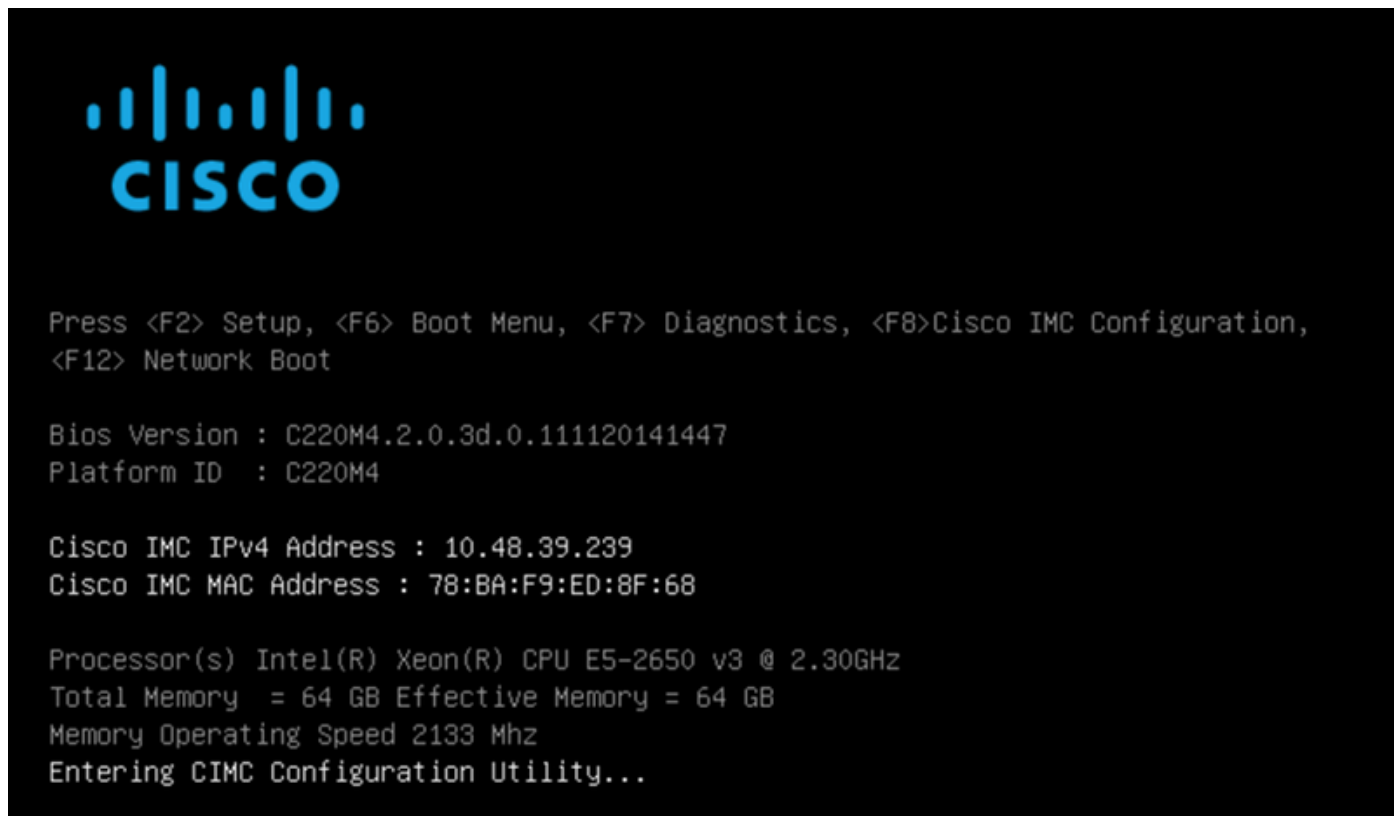 CISCO
Press <F2> Setup, <F6> Boot Menu, <F7> Diagnostics, <F8>Cisco IMC Configuration,
<F12> Network Boot
Bios Version : C220M4.2.0.3d.0.111120141447
Platform ID  : C220M4
Cisco IMC IPv4 Address : 10.48.39.239
Cisco IMC MAC Address : 78:BA:F9:ED:8F:68
Processor(s) Intel(R) Xeon(R) CPU E5-2650 v3 @ 2.30GHz
Total Memory  = 64 GB Effective Memory = 64 GB
Memory Operating Speed 2133 Mhz
Entering CIMC Configuration Utility...